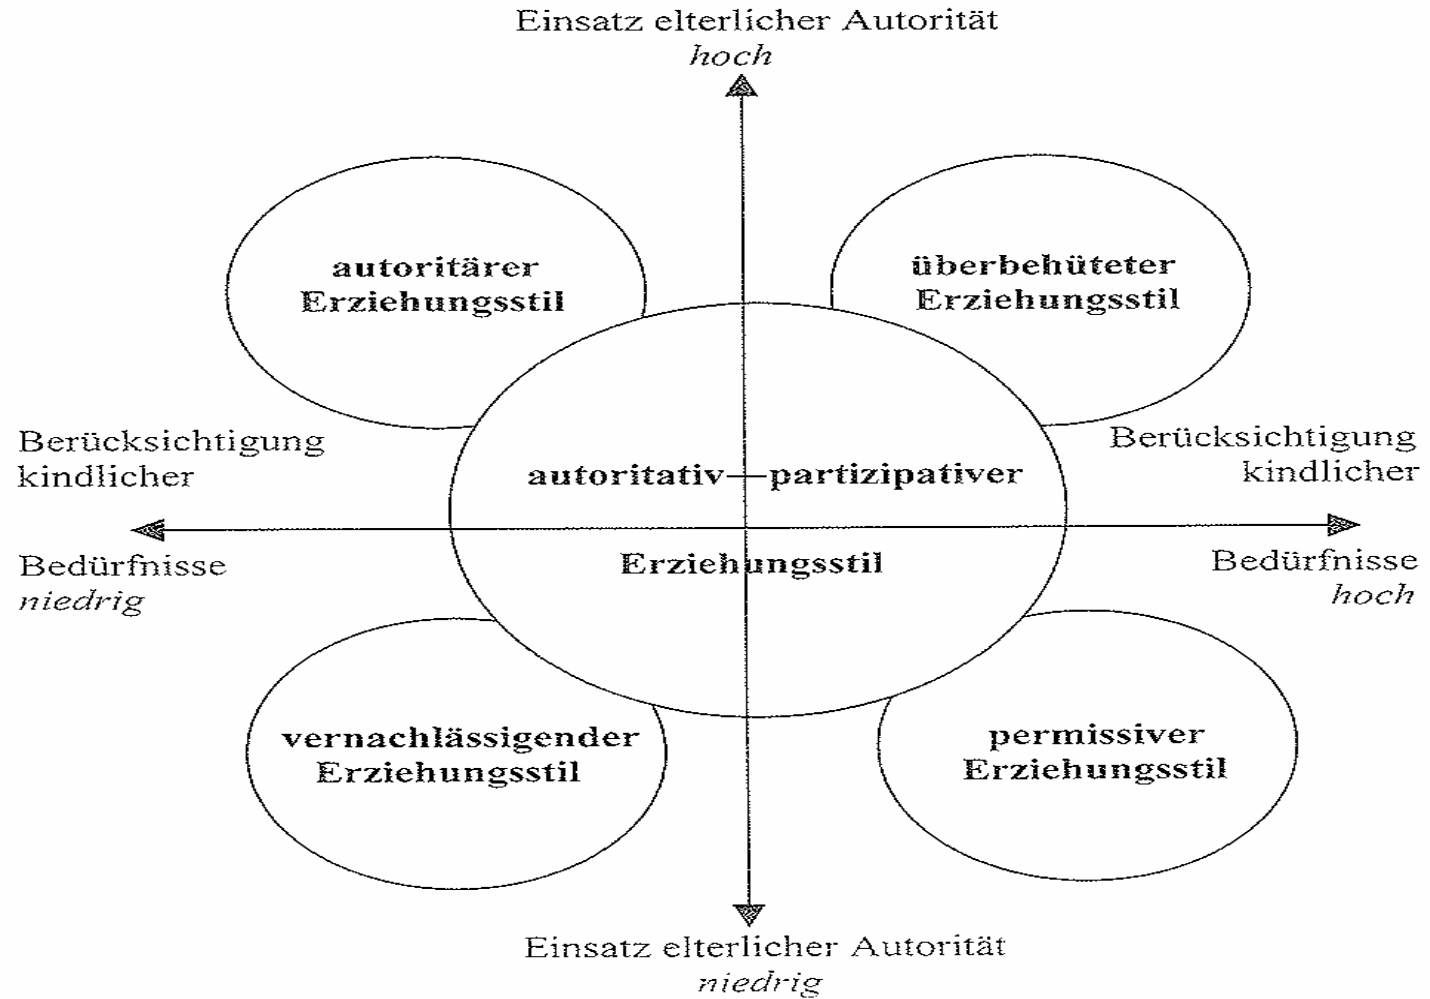 Einsatz elterlicher Autorität
hoch
autoritärer
Erziehungsstil
überbehüteter
Erziehungsstil
Berücksichtigung
kindlicher
Bedürfnisse
niedrig
autoritativ—partizipativer
Erziehungsstil
Berücksichtigung
kindlicher
Bedürfnisse
hoch
vernachlässigender
Erziehungsstil
permissiver
Erziehungsstil
Einsatz elterlicher Autorität
niedrig